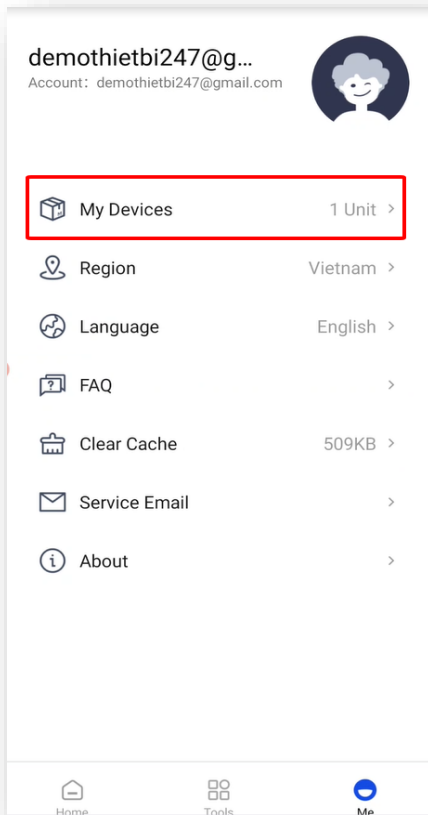 demothietbi247@g...
Account: demothietbi247@gmail.com
My Devices 1 Unit
Region Vietnam
Language English
FAQ
Clear Cache 509KB
Service Email
About
Home Tools Me